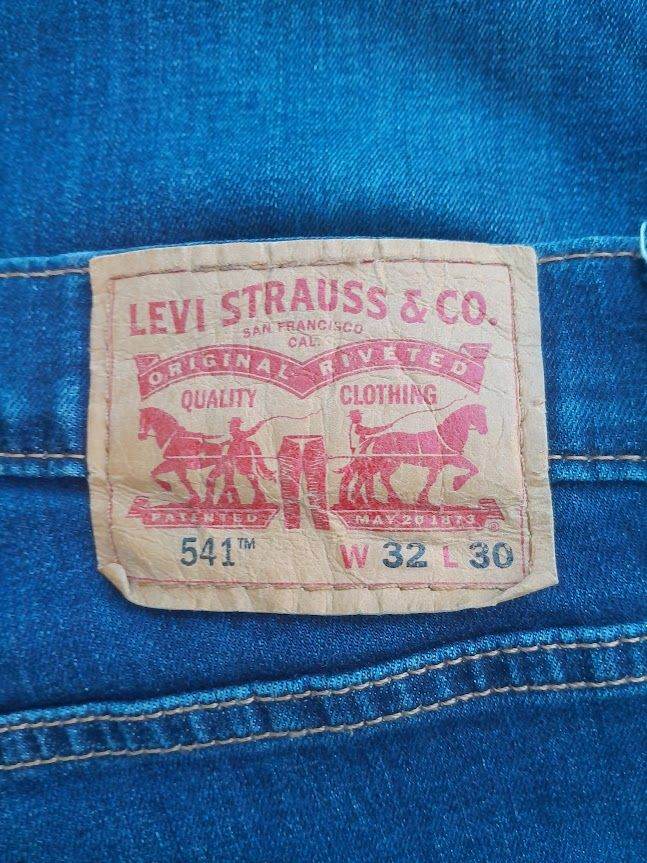 LEVI STRAUSS & CO.
SAN FRANCISCO
CAL.
ORIGINAL RIVETED
QUALITY CLOTHING
PATENTED MAY 20 1873 ®
541™ W 32 L 30